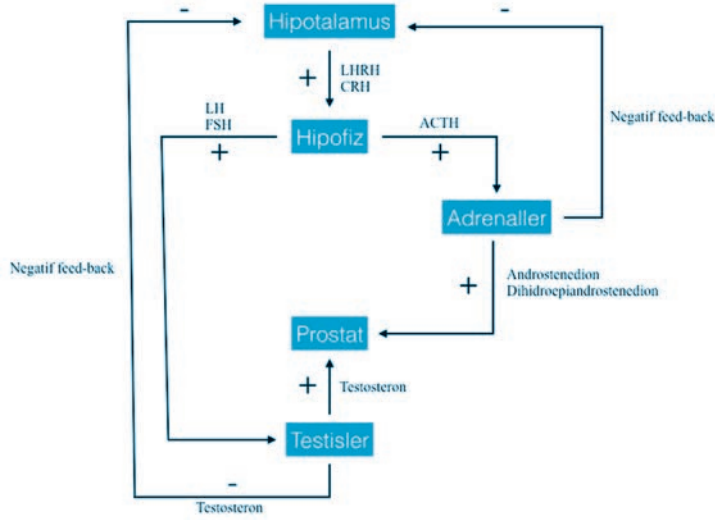 -
Hipotalamus
-
+
LHRH
CRH
Negatif feed-back
LH
FSH
+
Hipofiz
ACTH
+
Adrenaller
Negatif feed-back
+
Androstenedion
Dihidroepiandrostenedion
Prostat
+
Testosteron
Testisler
-
Testosteron